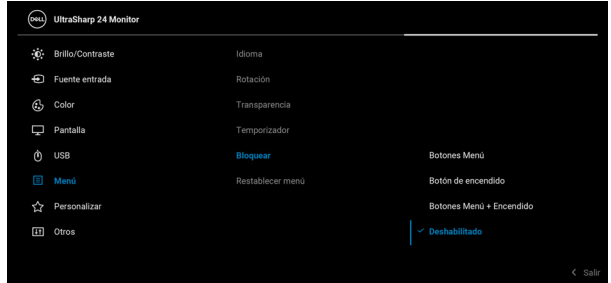 DELL UltraSharp 24 Monitor
Brillo/Contraste Idioma
Fuente entrada Rotación
Color Transparencia
Pantalla Temporizador
USB Bloquear Botones Menú
Menú Restablecer menú Botón de encendido
Personalizar Botones Menú + Encendido
Otros Deshabilitado
Salir